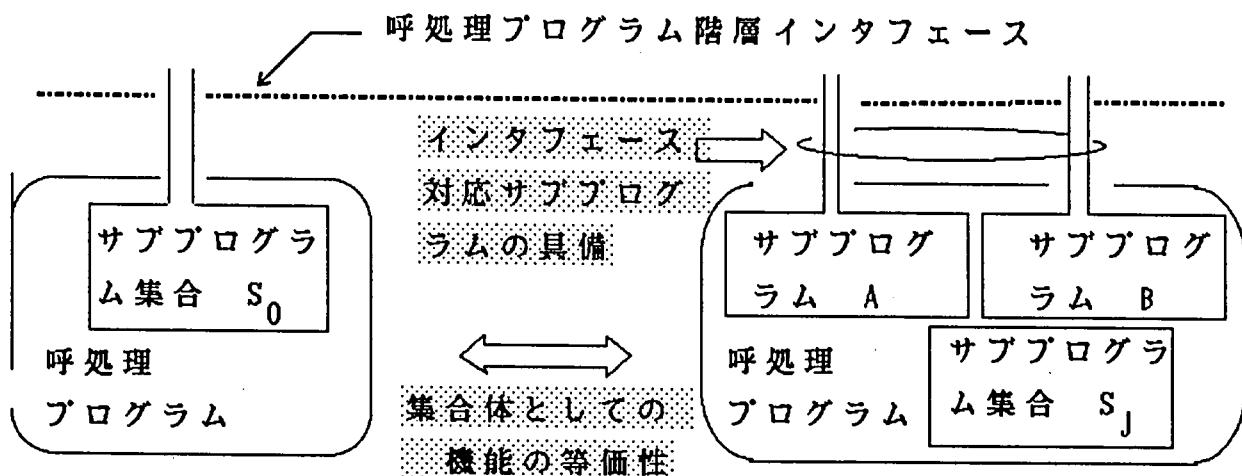 呼処理プログラム階層インタフェース
インタフェース
対応サブプログ
ラムの具備
サブプログラ
ム集合 S0
呼処理
プログラム
集合体としての
機能の等価性
サブプログ
ラム A
サブプログ
ラム B
呼処理
プログラム
サブプログラ
ム集合 SJ